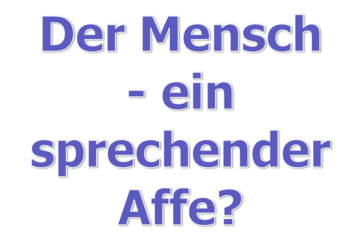 Der Mensch
- ein
sprechender
Affe?